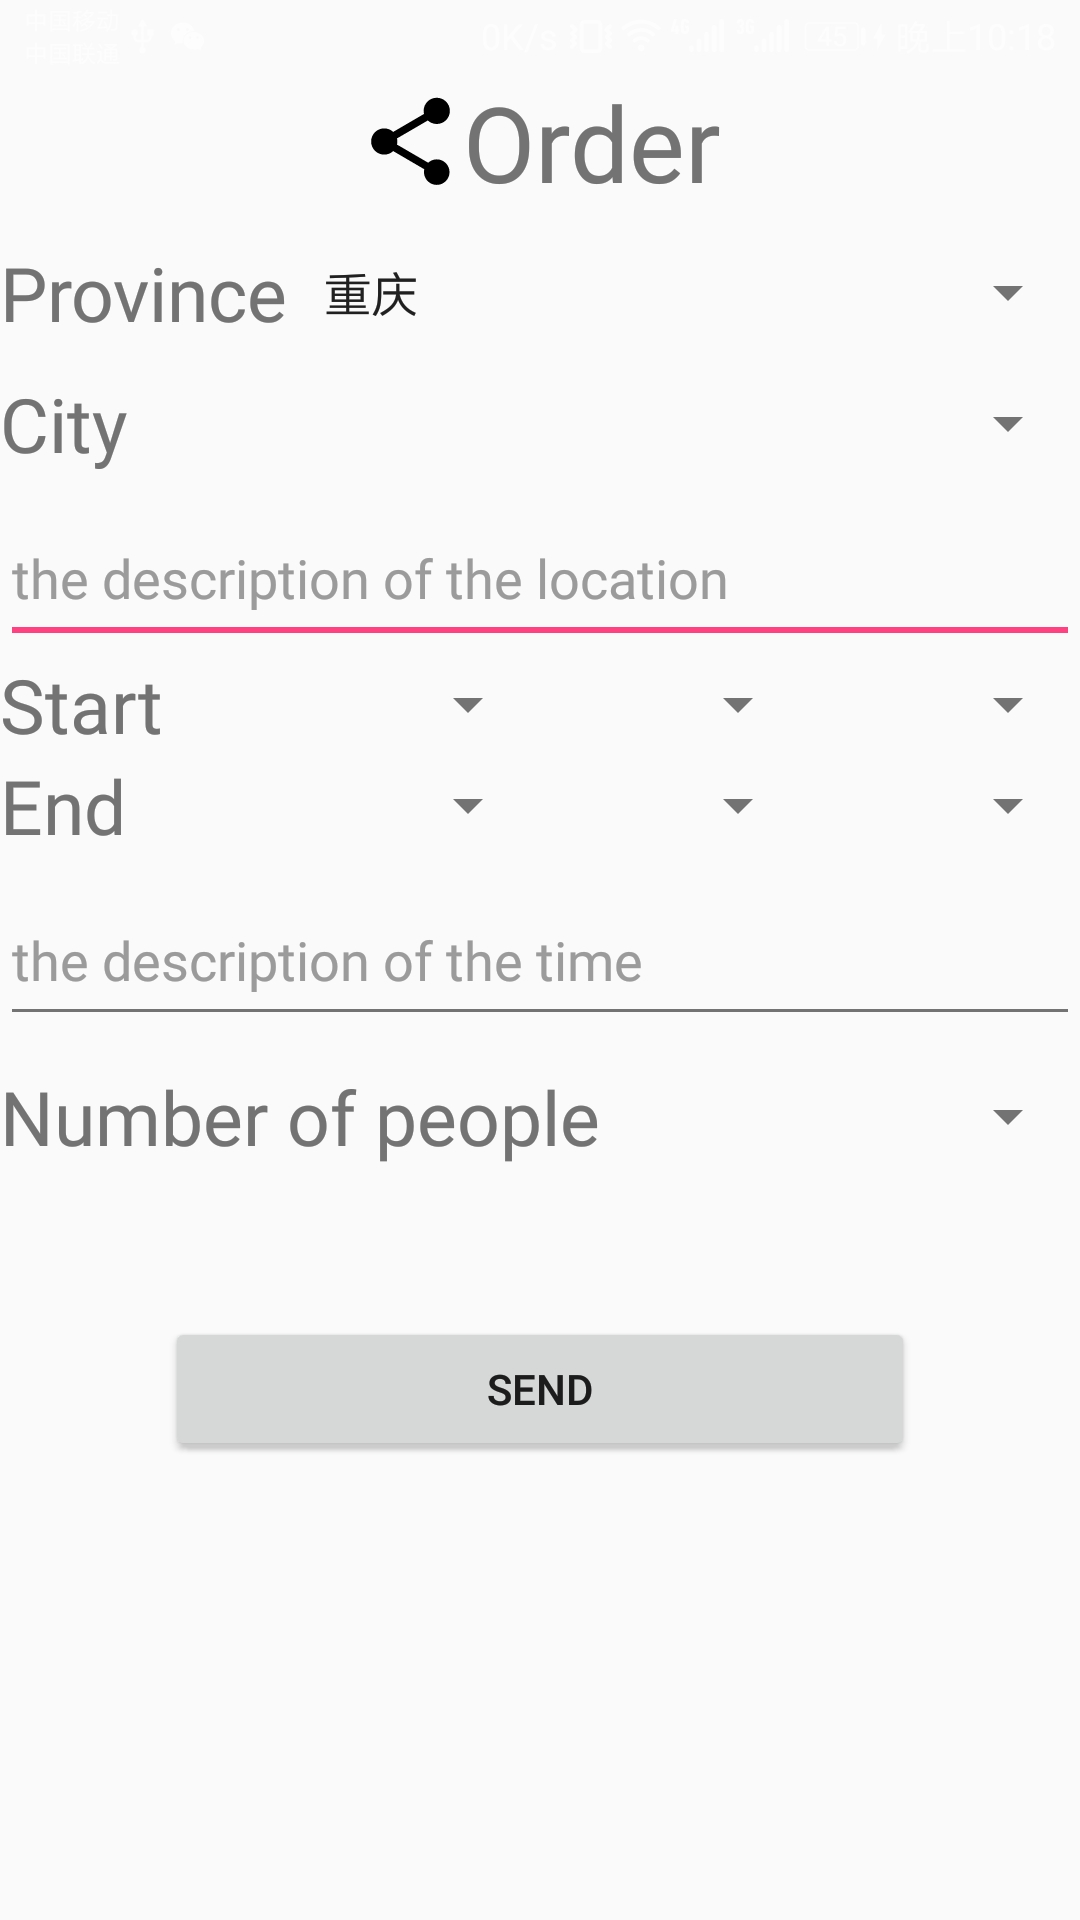 中国移动
中国联通
0K/s 45 晚上10:18
Order
Province 重庆
City
the description of the location
Start
End
the description of the time
Number of people
SEND